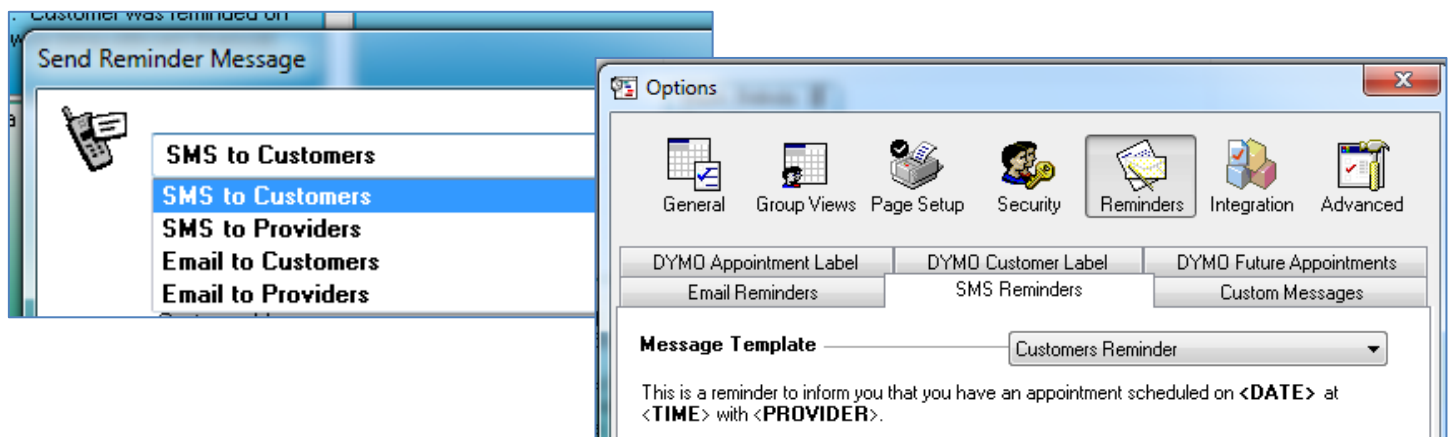 Customer was reminded on
Send Reminder Message
SMS to Customers
SMS to Customers
SMS to Providers
Email to Customers
Email to Providers
Options
General Group Views Page Setup Security Reminders Integration Advanced
DYMO Appointment Label DYMO Customer Label DYMO Future Appointments
Email Reminders SMS Reminders Custom Messages
Message Template Customers Reminder
This is a reminder to inform you that you have an appointment scheduled on <DATE> at
<TIME> with <PROVIDER>.